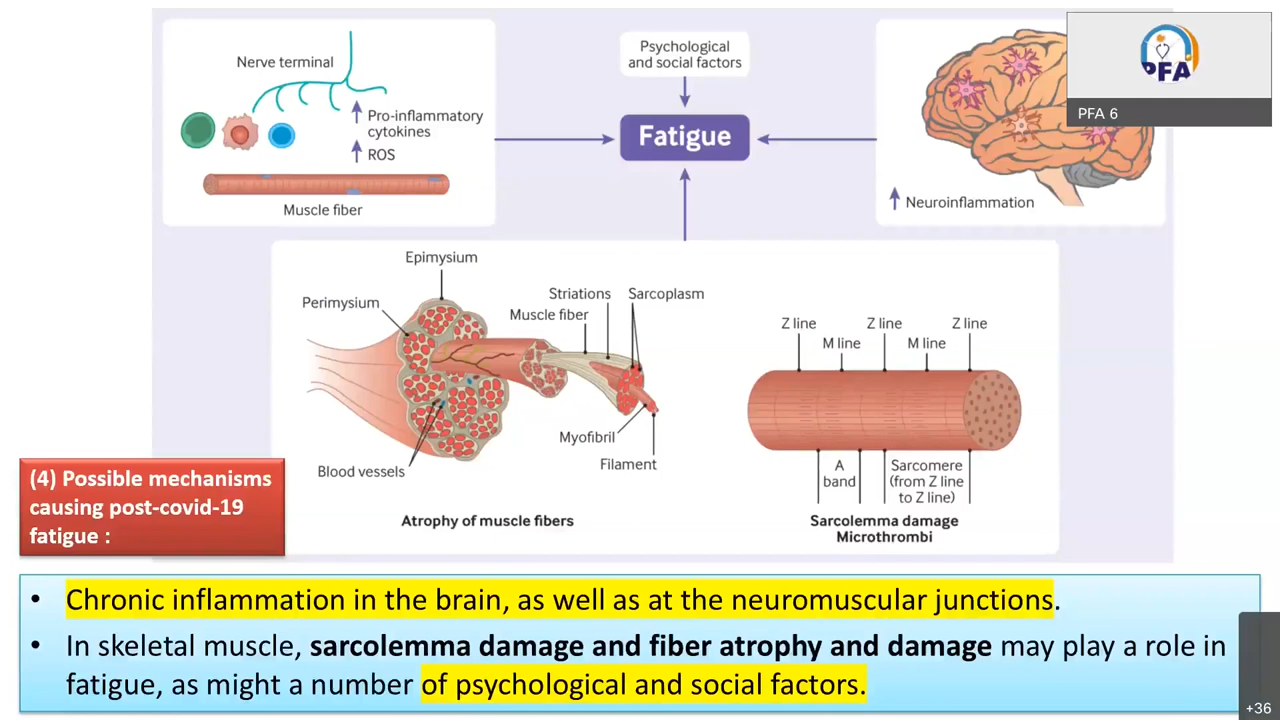 Nerve terminal
Pro-inflammatory
cytokines
ROS
Muscle fiber
Psychological
and social factors
Fatigue
PFA
PFA 6
Neuroinflammation
Epimysium
Perimysium
Striations
Sarcoplasm
Muscle fiber
Myofibril
Filament
Blood vessels
Atrophy of muscle fibers
Z line
Z line
Z line
M line
M line
A
band
Sarcomere
(from Z line
to Z line)
Sarcolemma damage
Microthrombi
(4) Possible mechanisms
causing post-covid-19
fatigue :
• Chronic inflammation in the brain, as well as at the neuromuscular junctions.
• In skeletal muscle, sarcolemma damage and fiber atrophy and damage may play a role in
fatigue, as might a number of psychological and social factors.
+36